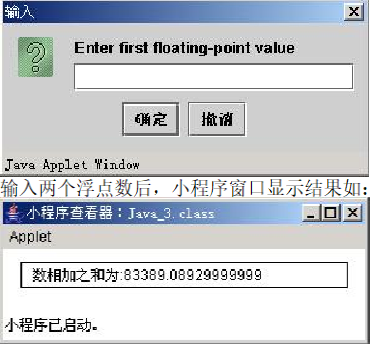 输入
Enter first floating-point value
确定 撤消
Java Applet Window
输入两个浮点数后，小程序窗口显示结果如：
小程序查看器：Java_3.class
Applet
数相加之和为:83389.08929999999
小程序已启动。